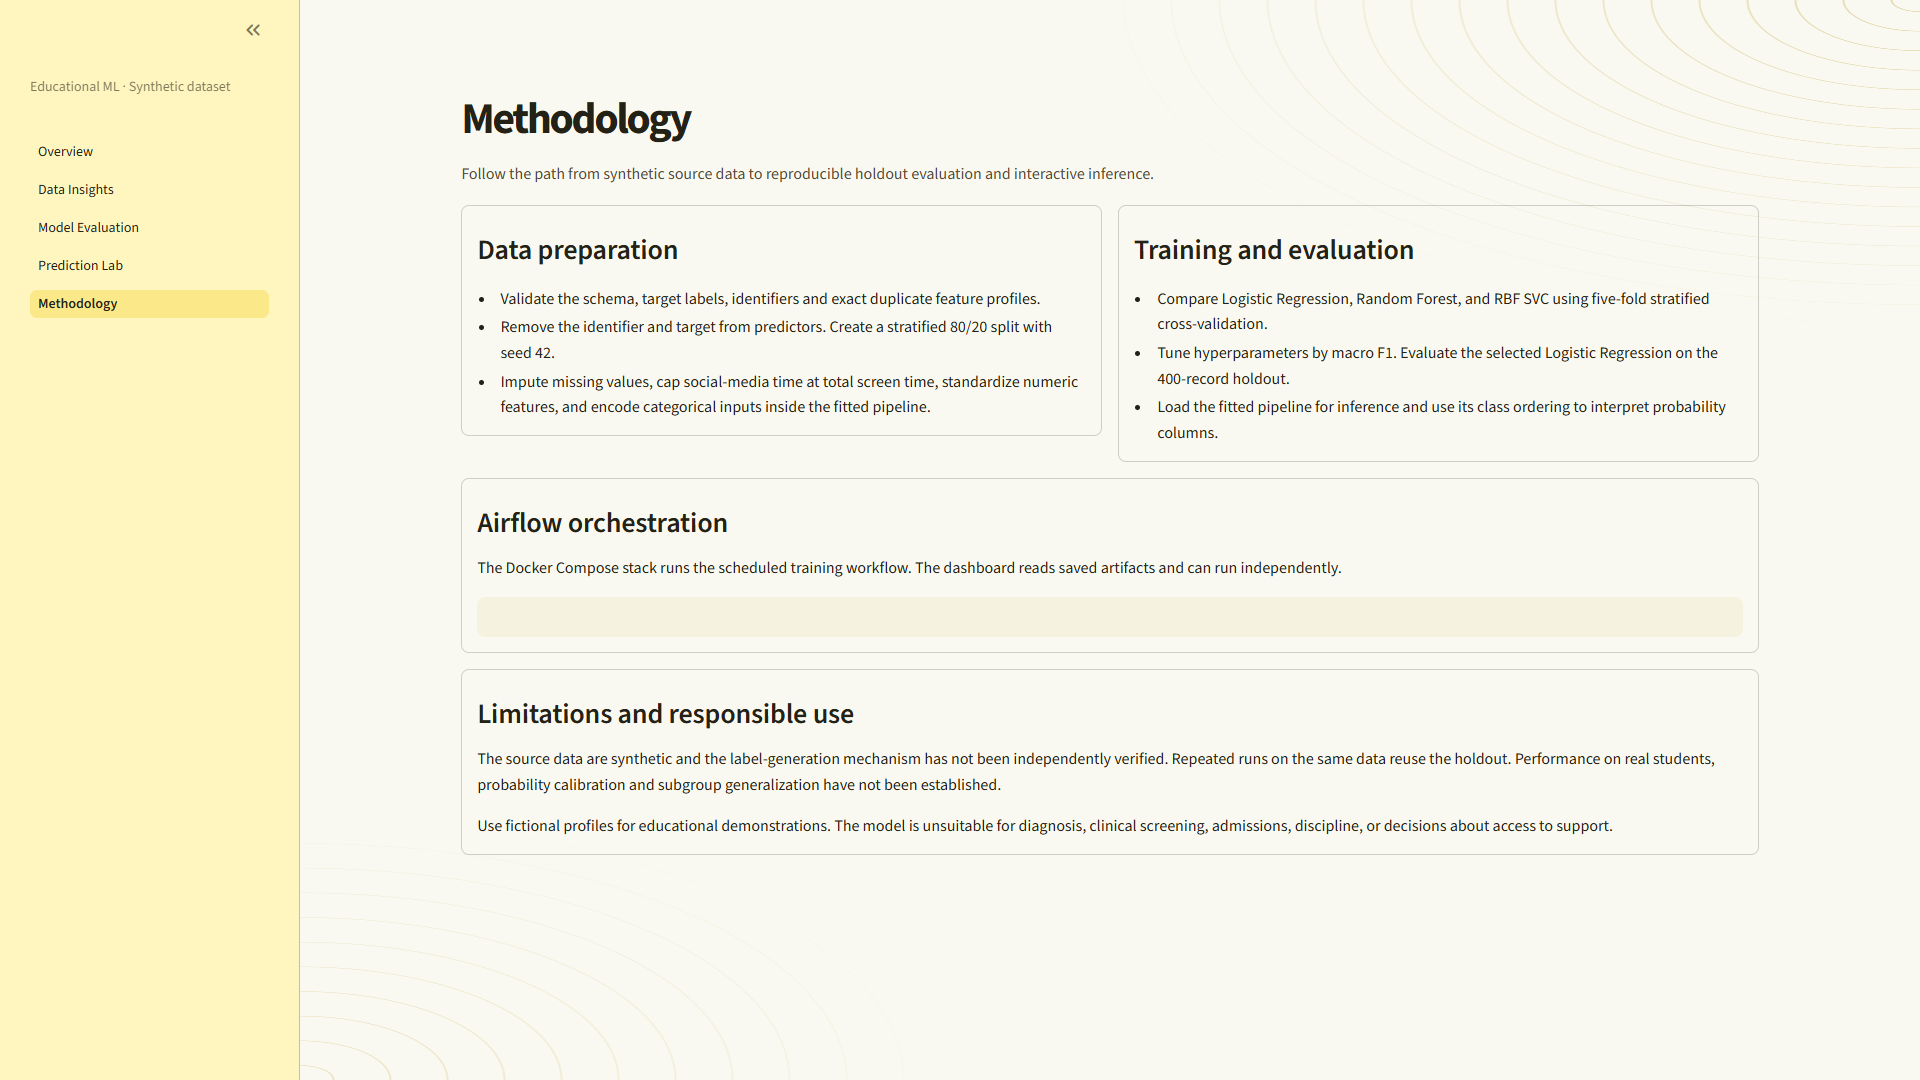 Educational ML · Synthetic dataset
Overview
Data Insights
Model Evaluation
Prediction Lab
Methodology
Methodology
Follow the path from synthetic source data to reproducible holdout evaluation and interactive inference.
Data preparation
• Validate the schema, target labels, identifiers and exact duplicate feature profiles.
• Remove the identifier and target from predictors. Create a stratified 80/20 split with
seed 42.
• Impute missing values, cap social-media time at total screen time, standardize numeric
features, and encode categorical inputs inside the fitted pipeline.
Training and evaluation
• Compare Logistic Regression, Random Forest, and RBF SVC using five-fold stratified
cross-validation.
• Tune hyperparameters by macro F1. Evaluate the selected Logistic Regression on the
400-record holdout.
• Load the fitted pipeline for inference and use its class ordering to interpret probability
columns.
Airflow orchestration
The Docker Compose stack runs the scheduled training workflow. The dashboard reads saved artifacts and can run independently.
Limitations and responsible use
The source data are synthetic and the label-generation mechanism has not been independently verified. Repeated runs on the same data reuse the holdout. Performance on real students,
probability calibration and subgroup generalization have not been established.
Use fictional profiles for educational demonstrations. The model is unsuitable for diagnosis, clinical screening, admissions, discipline, or decisions about access to support.